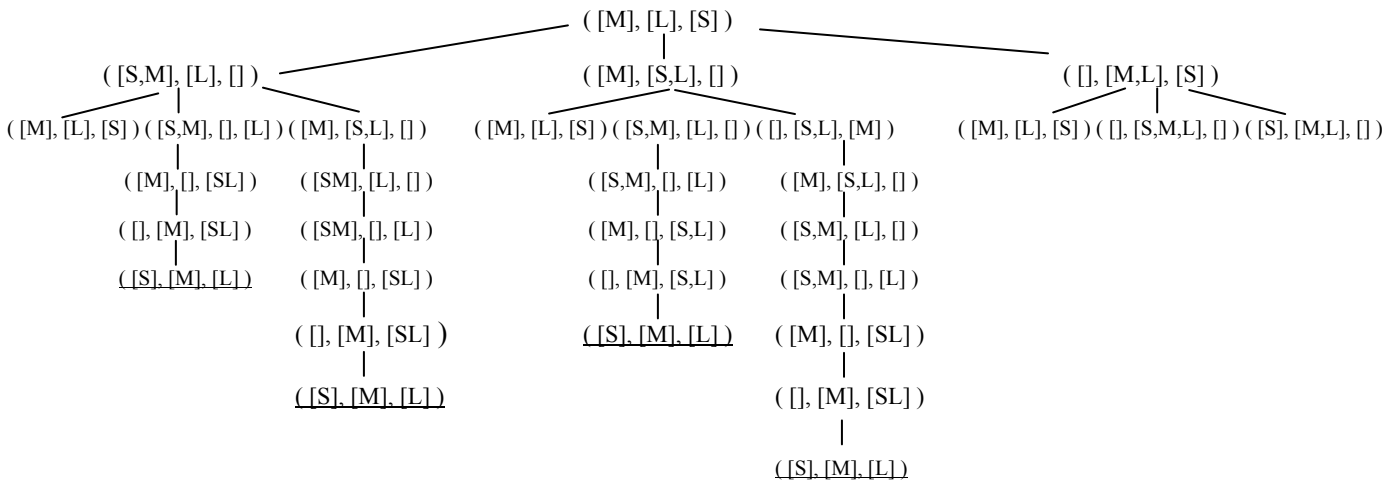 ( [M], [L], [S] )
( [S,M], [L], [] ) ( [M], [S,L], [] ) ( [], [M,L], [S] )
( [M], [L], [S] ) ( [S,M], [], [L] ) ( [M], [S,L], [] ) ( [M], [L], [S] ) ( [S,M], [L], [] ) ( [], [S,L], [M] ) ( [M], [L], [S] ) ( [], [S,M,L], [] ) ( [S], [M,L], [] )
( [M], [], [SL] ) ( [SM], [L], [] ) ( [S,M], [], [L] ) ( [M], [S,L], [] )
( [], [M], [SL] ) ( [SM], [], [L] ) ( [M], [], [S,L] ) ( [S,M], [L], [] )
( [S], [M], [L] ) ( [M], [], [SL] ) ( [], [M], [S,L] ) ( [S,M], [], [L] )
( [], [M], [SL] ) ( [S], [M], [L] ) ( [M], [], [SL] )
( [S], [M], [L] ) ( [], [M], [SL] )
( [S], [M], [L] )